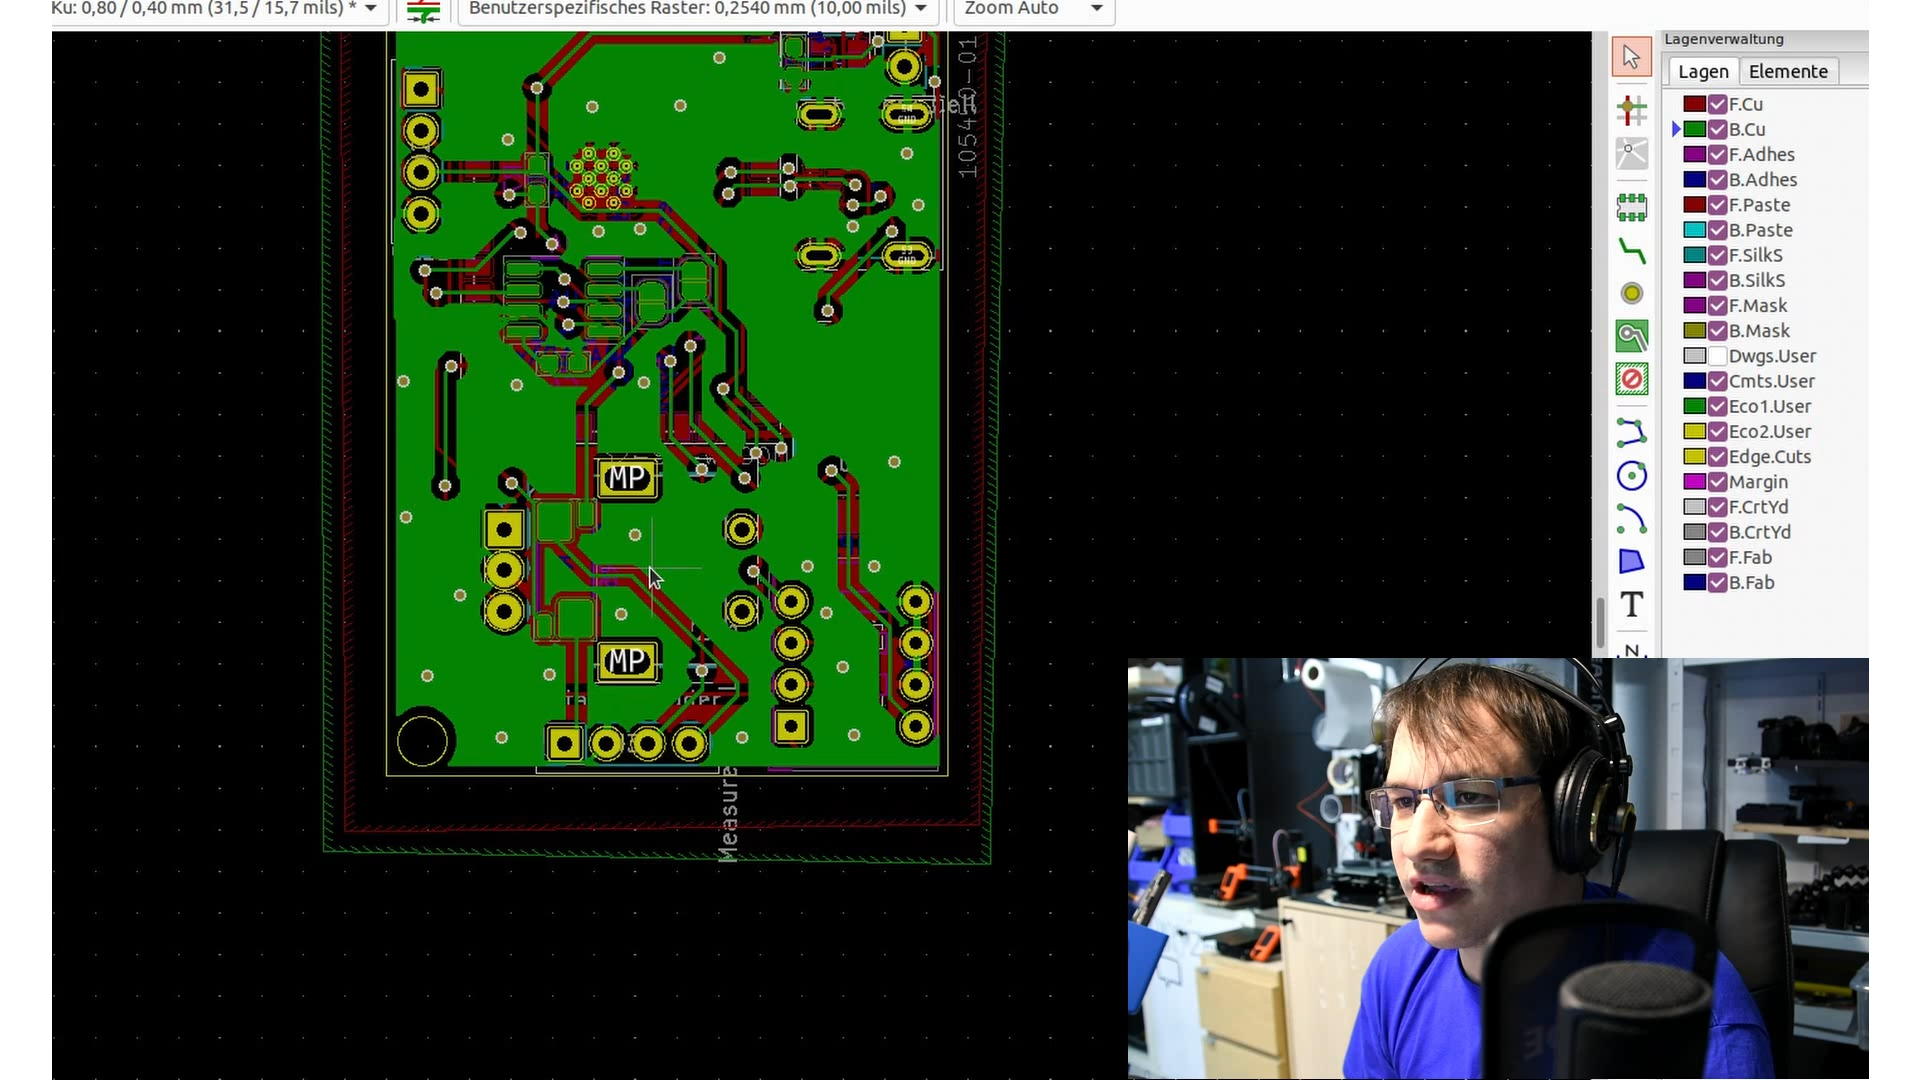 Ku: 0,80 / 0,40 mm (31,5 / 15,7 mils) *
Benutzerspezifisches Raster: 0,2540 mm (10,00 mils)
Zoom Auto
Lagenverwaltung
Lagen
Elemente
F.Cu
B.Cu
F.Adhes
B.Adhes
F.Paste
B.Paste
F.SilkS
B.SilkS
F.Mask
B.Mask
Dwgs.User
Cmts.User
Eco1.User
Eco2.User
Edge.Cuts
Margin
F.CrtYd
B.CrtYd
F.Fab
B.Fab
T
GND
GND
MP
MP
Measure